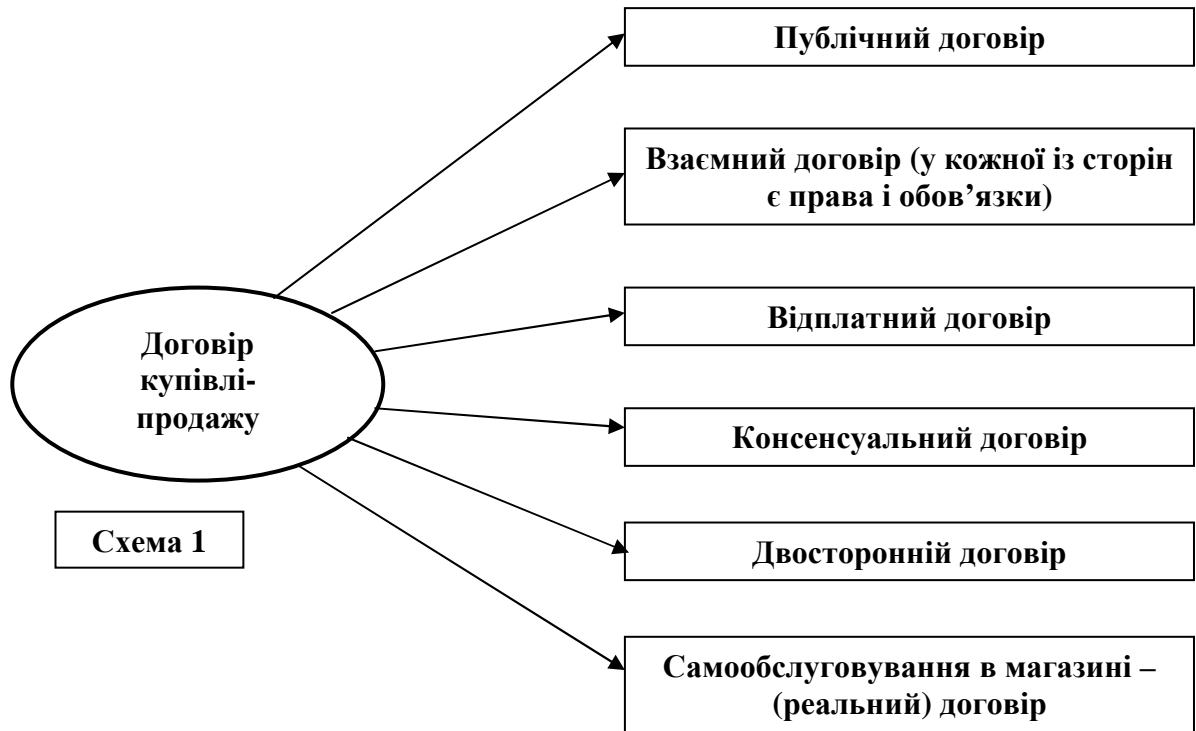 Публічний договір
Взаємний договір (у кожної із сторін
є права і обов’язки)
Відплатний договір
Договір
купівлі-
продажу
Консенсуальний договір
Схема 1
Двосторонній договір
Самообслуговування в магазині –
(реальний) договір